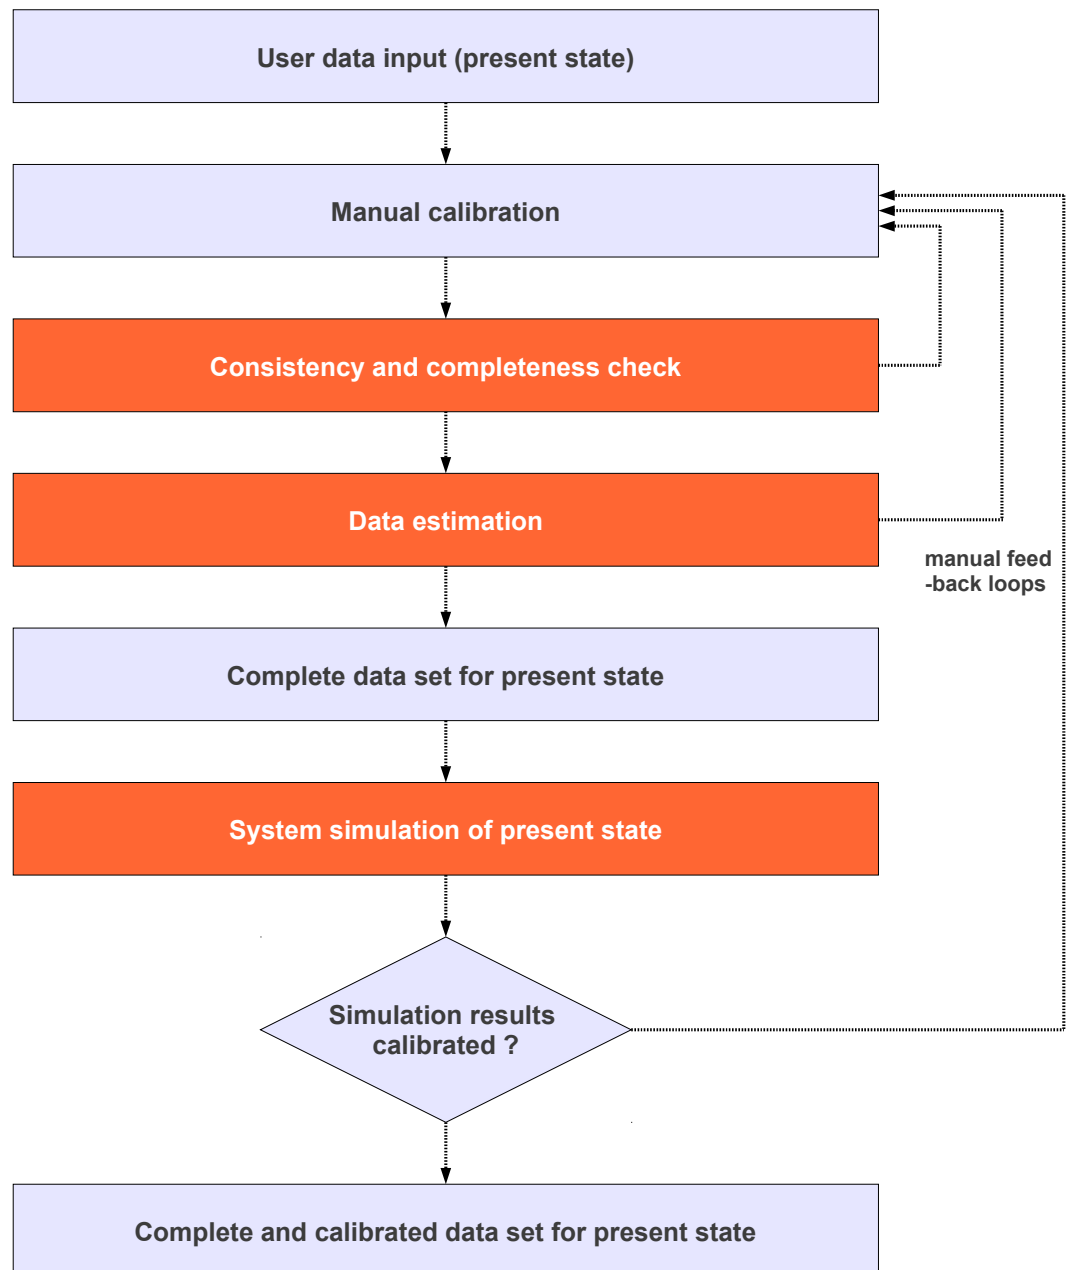 User data input (present state)
Manual calibration
Consistency and completeness check
Data estimation
manual feed
-back loops
Complete data set for present state
System simulation of present state
Simulation results
calibrated ?
Complete and calibrated data set for present state